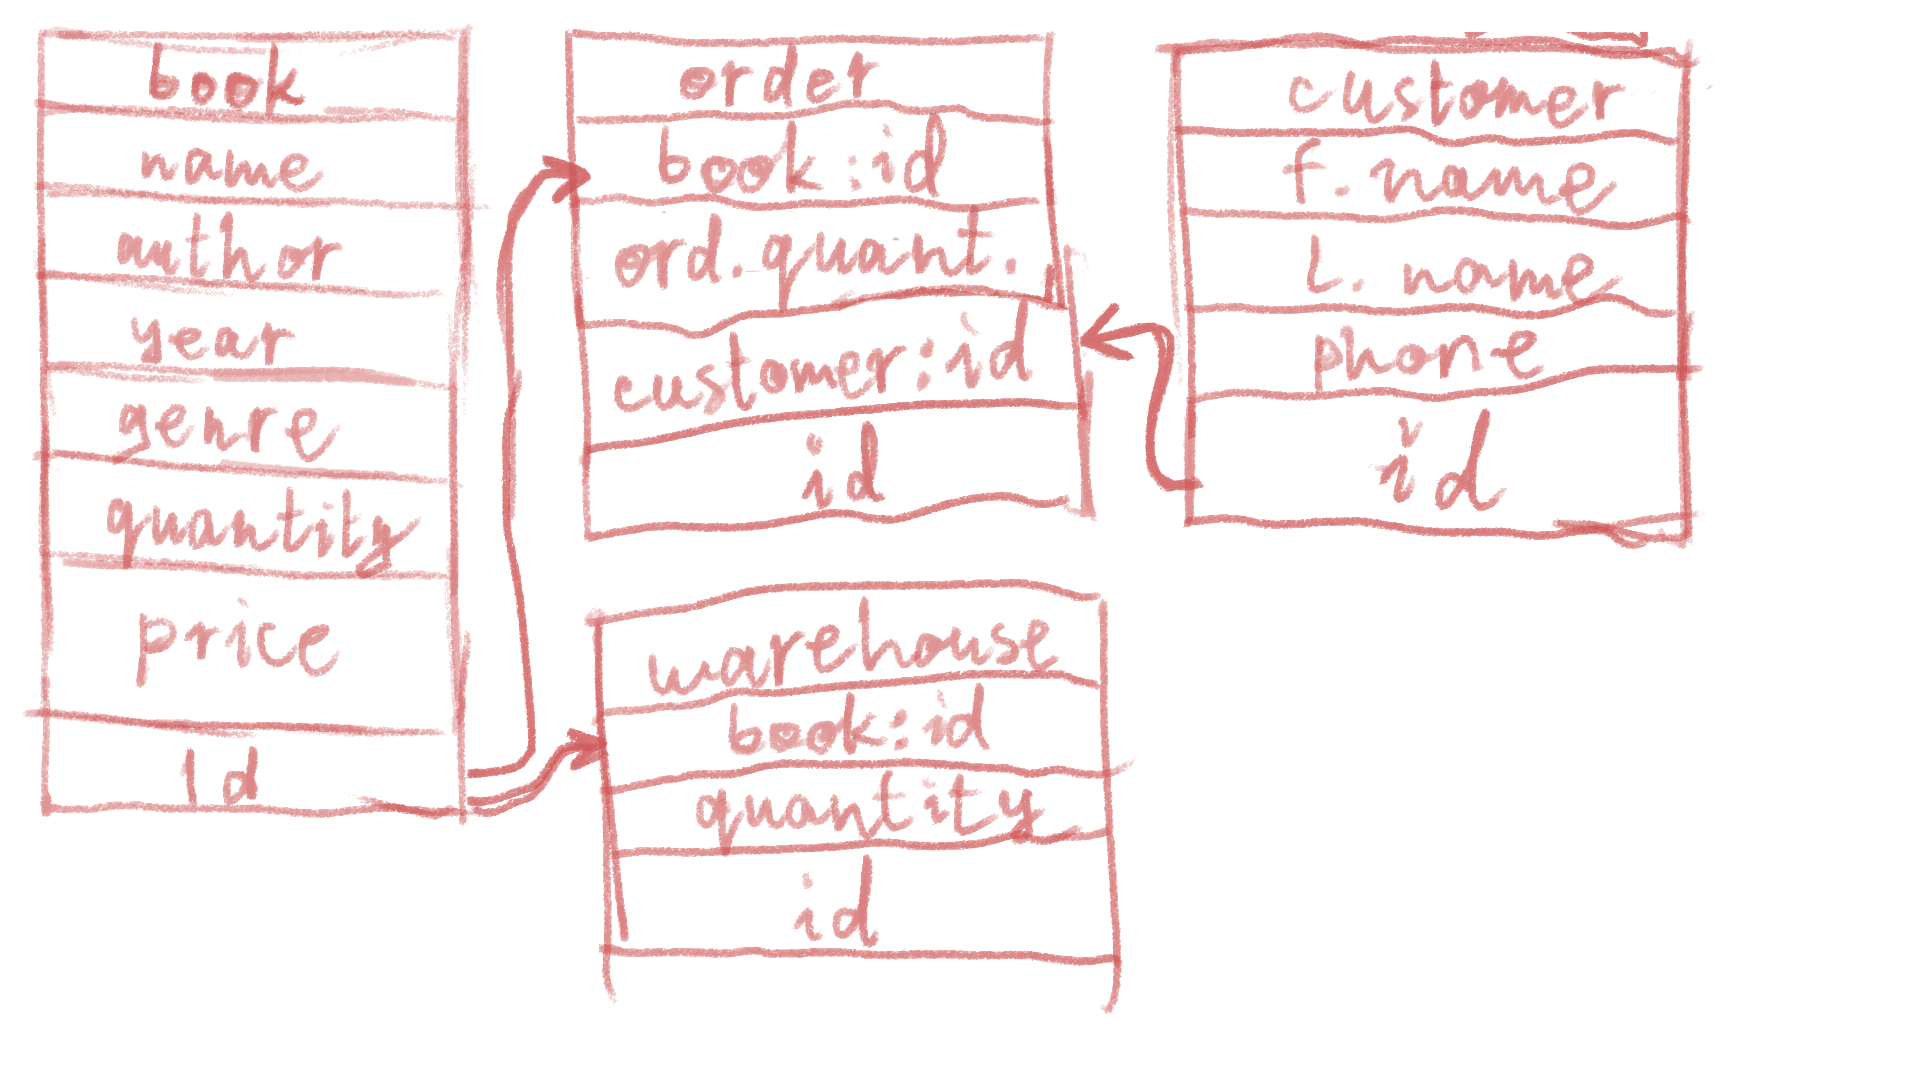 book
name
author
year
genre
quantity
price
id
order
book:id
ord.quant.
customer:id
id
customer
f.name
L.name
phone
id
warehouse
book:id
quantity
id